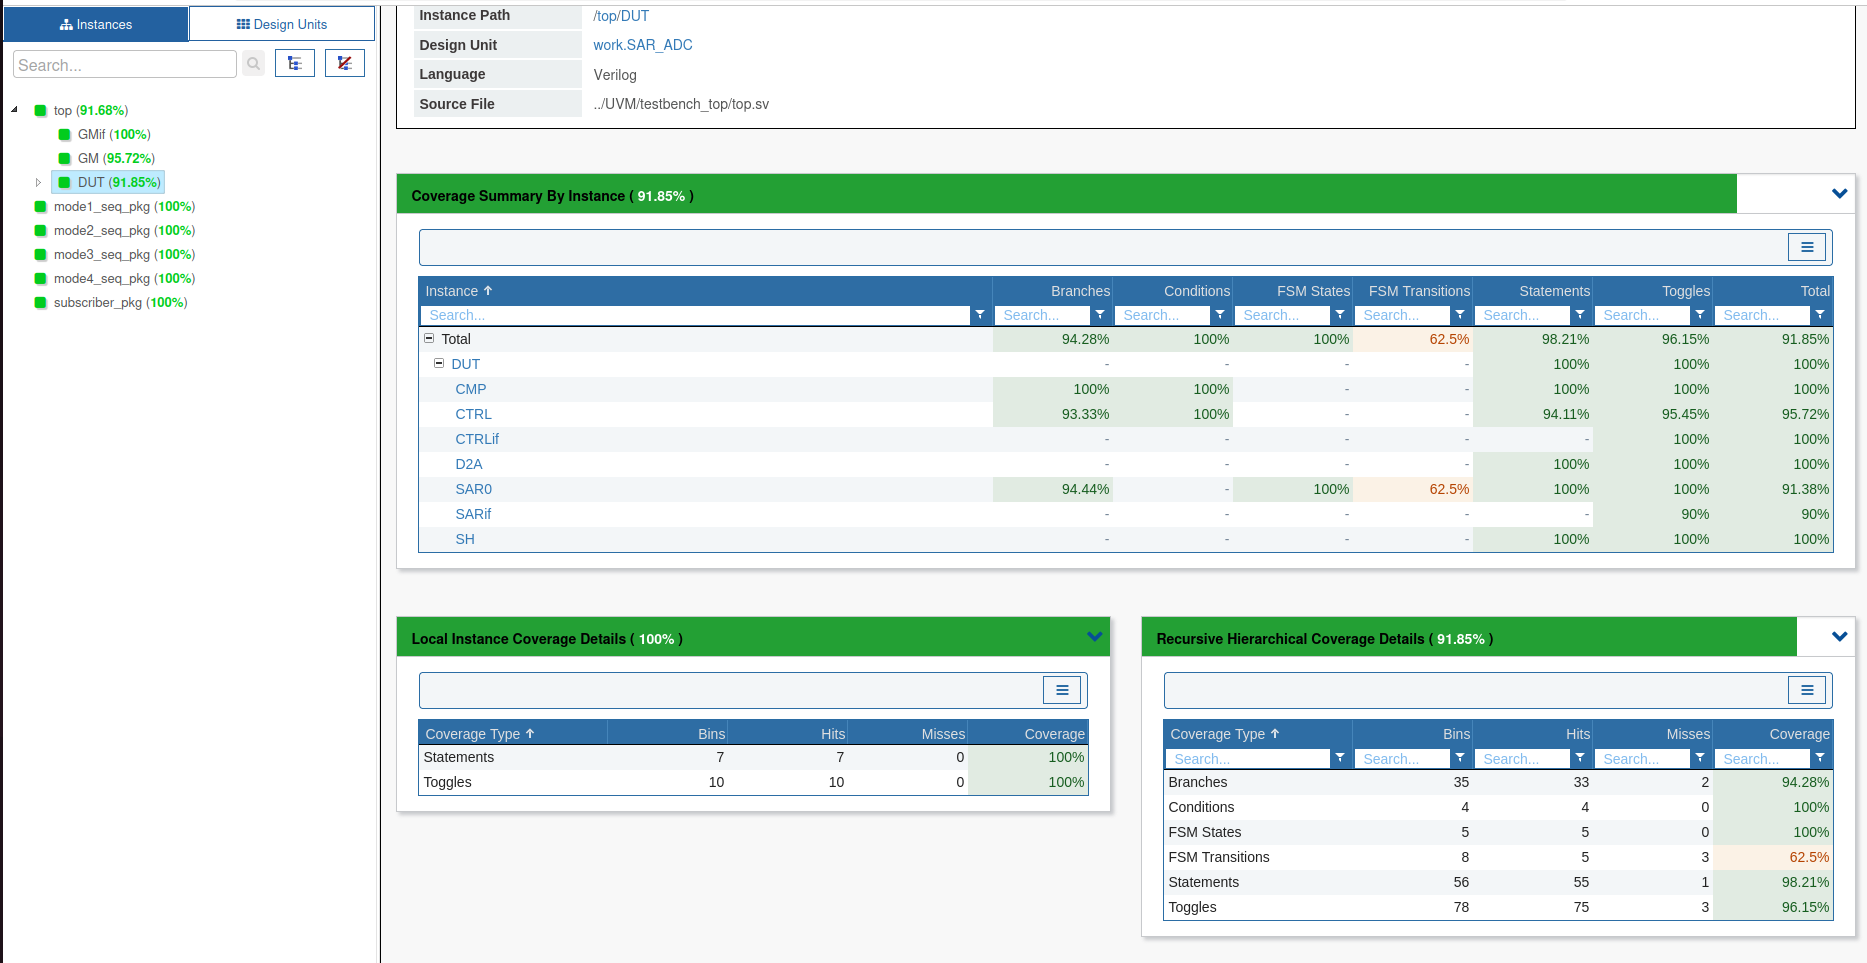 Instances
Design Units
Search...
top (91.68%)
GMif (100%)
GM (95.72%)
DUT (91.85%)
mode1_seq_pkg (100%)
mode2_seq_pkg (100%)
mode3_seq_pkg (100%)
mode4_seq_pkg (100%)
subscriber_pkg (100%)
Instance Path /top/DUT
Design Unit work.SAR_ADC
Language Verilog
Source File ../UVM/testbench_top/top.sv
Coverage Summary By Instance ( 91.85% )
Instance Branches Conditions FSM States FSM Transitions Statements Toggles Total
Search... Search... Search... Search... Search... Search... Search... Search...
Total 94.28% 100% 100% 62.5% 98.21% 96.15% 91.85%
DUT - - - - 100% 100% 100%
CMP 100% 100% - - 100% 100% 100%
CTRL 93.33% 100% - - 94.11% 95.45% 95.72%
CTRLif - - - - - 100% 100%
D2A - - - - 100% 100% 100%
SAR0 94.44% - 100% 62.5% 100% 100% 91.38%
SARif - - - - - 90% 90%
SH - - - - 100% 100% 100%
Local Instance Coverage Details ( 100% )
Coverage Type Bins Hits Misses Coverage
Statements 7 7 0 100%
Toggles 10 10 0 100%
Recursive Hierarchical Coverage Details ( 91.85% )
Coverage Type Bins Hits Misses Coverage
Search... Search... Search... Search... Search...
Branches 35 33 2 94.28%
Conditions 4 4 0 100%
FSM States 5 5 0 100%
FSM Transitions 8 5 3 62.5%
Statements 56 55 1 98.21%
Toggles 78 75 3 96.15%